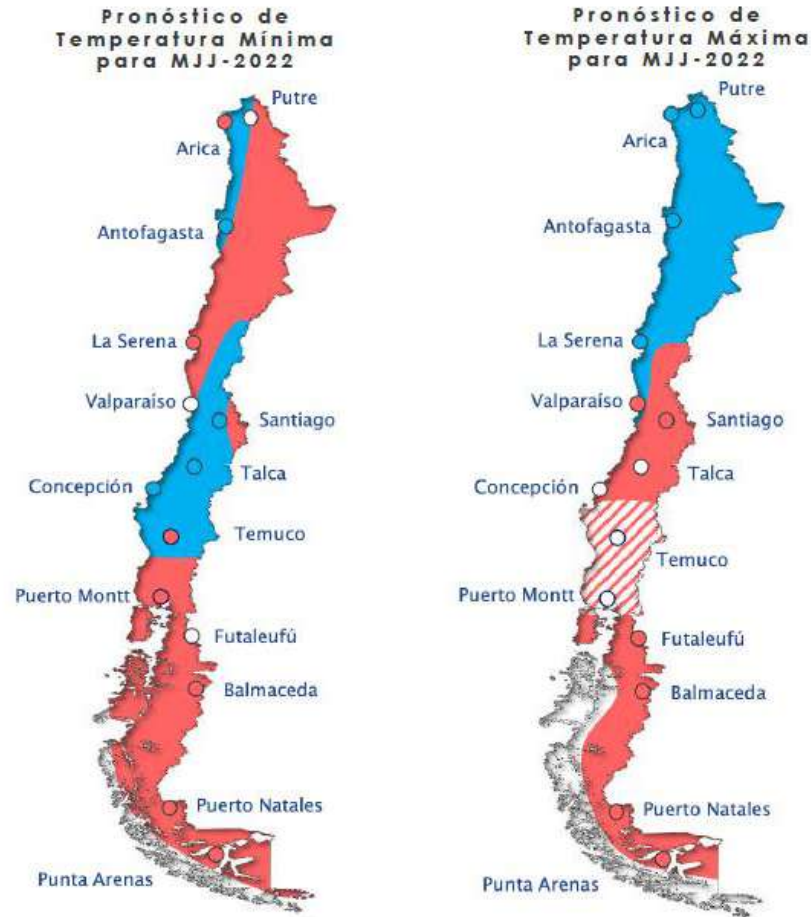 Pronóstico de
Temperatura Mínima
para MJJ-2022
Putre
Arica
Antofagasta
La Serena
Valparaíso
Santiago
Talca
Concepción
Temuco
Puerto Montt
Futaleufú
Balmaceda
Puerto Natales
Punta Arenas
Pronóstico de
Temperatura Máxima
para MJJ-2022
Putre
Arica
Antofagasta
La Serena
Valparaíso
Santiago
Talca
Concepción
Temuco
Puerto Montt
Futaleufú
Balmaceda
Puerto Natales
Punta Arenas